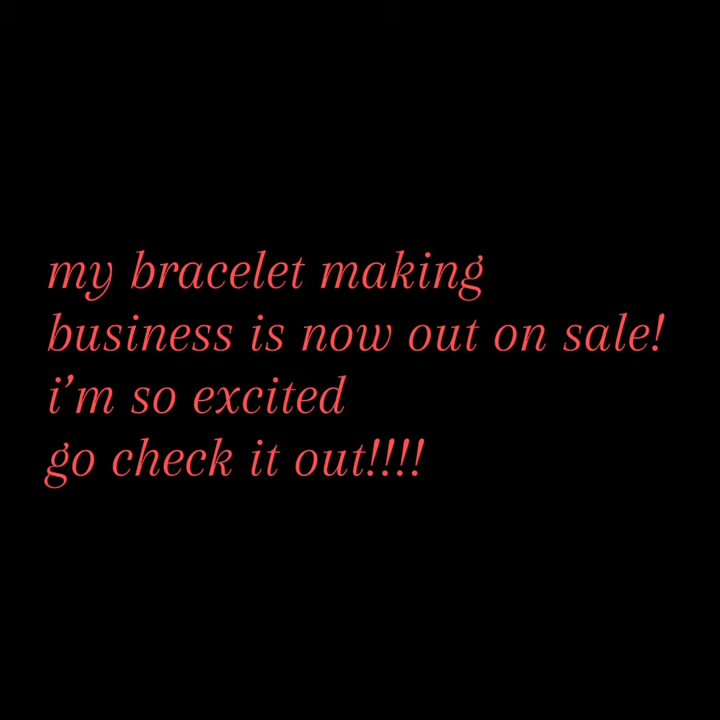 my bracelet making
business is now out on sale!
i’m so excited
go check it out!!!!